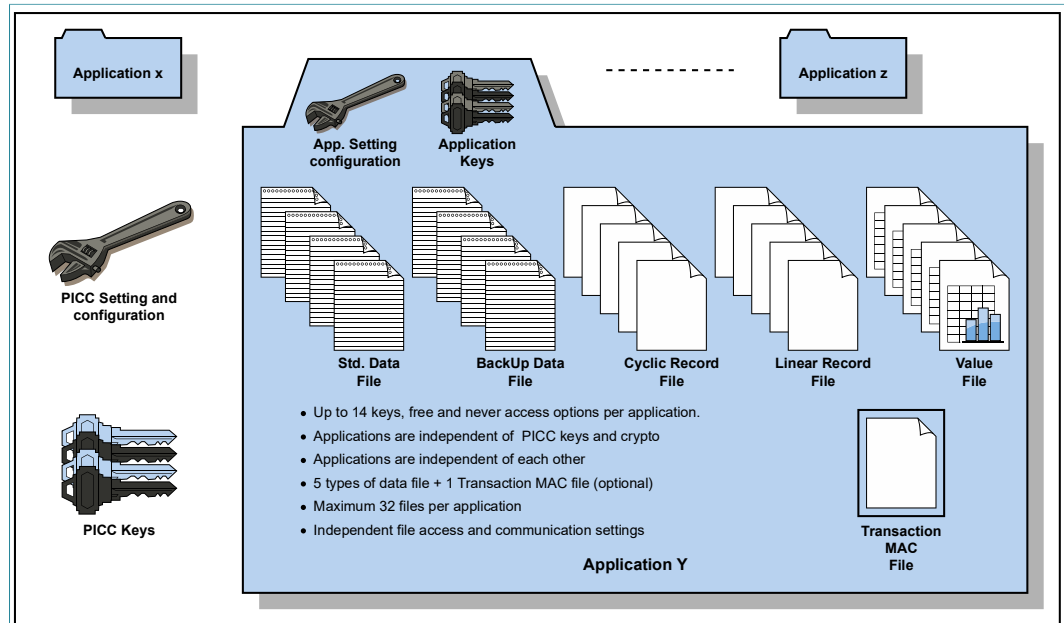 Application x
Application z
App. Setting
configuration
Application
Keys
PICC Setting and
configuration
Std. Data
File
BackUp Data
File
Cyclic Record
File
Linear Record
File
Value
File
• Up to 14 keys, free and never access options per application.
• Applications are independent of PICC keys and crypto
• Applications are independent of each other
• 5 types of data file + 1 Transaction MAC file (optional)
• Maximum 32 files per application
• Independent file access and communication settings
PICC Keys
Transaction
MAC
File
Application Y